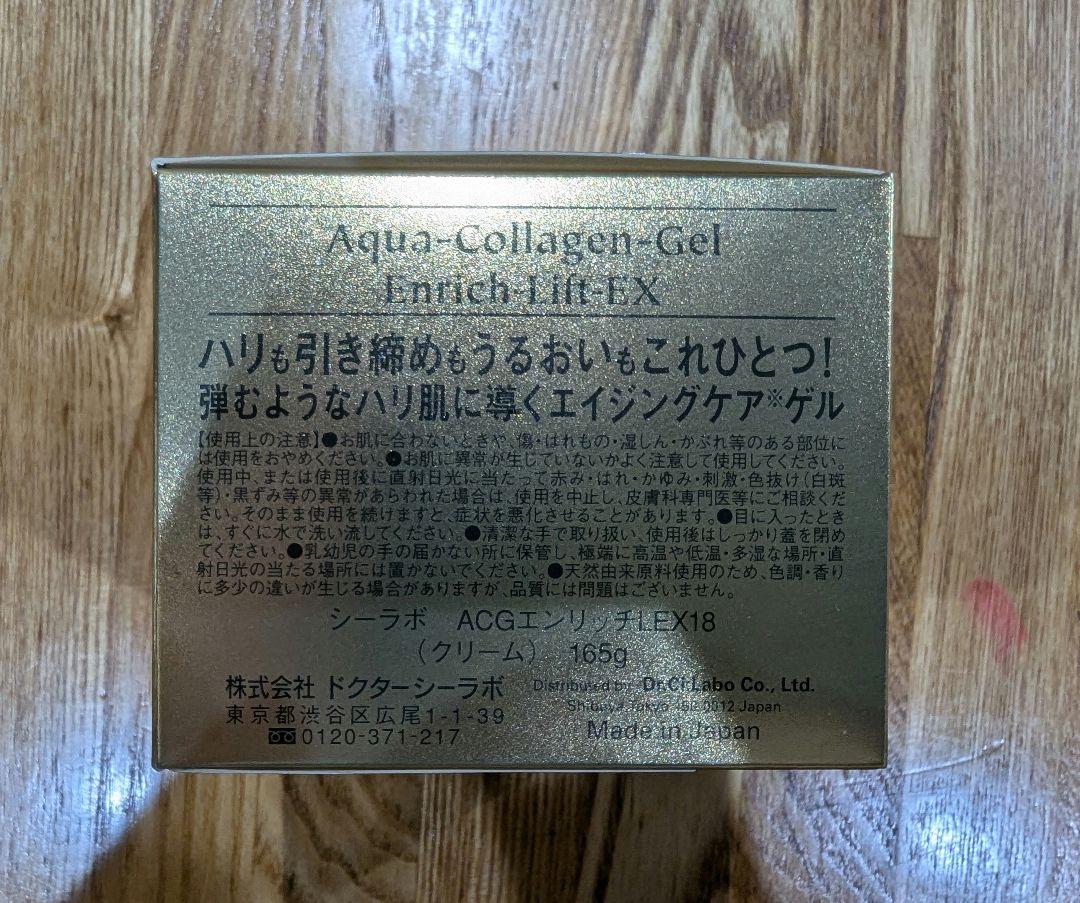 Aqua-Collagen-Gel
Enrich-Lift-EX
ハリも引き締めもうるおいもこれひとつ!
弾むようなハリ肌に導くエイジングケア※ゲル
【使用上の注意】●お肌に合わないときや、傷・はれもの・湿しん・かぶれ等のある部位に
は使用をおやめください。●お肌に異常が生じていないかよく注意して使用してください。
使用中、または使用後に直射日光に当たって赤み・はれ・かゆみ・刺激・色抜け(白斑
等)・黒ずみ等の異常があらわれた場合は、使用を中止し、皮膚科専門医等にご相談くだ
さい。そのまま使用を続けますと、症状を悪化させることがあります。●目に入ったとき
は、すぐに水で洗い流してください。●清潔な手で取り扱い、使用後はしっかり蓋を閉め
てください。●乳幼児の手の届かない所に保管し、極端に高温や低温・多湿な場所・直
射日光の当たる場所には置かないでください。●天然由来原料使用のため、色調・香り
に多少の違いが生じる場合がありますが、品質には問題はございません。
シーラボ ACGエンリッチLEX18
(クリーム) 165g
株式会社 ドクターシーラボ
東京都渋谷区広尾1-1-39
0120-371-217
Distributed by Dr.Ci:Labo Co., Ltd.
Shibuya,Tokyo 150-0012 Japan
Made in Japan